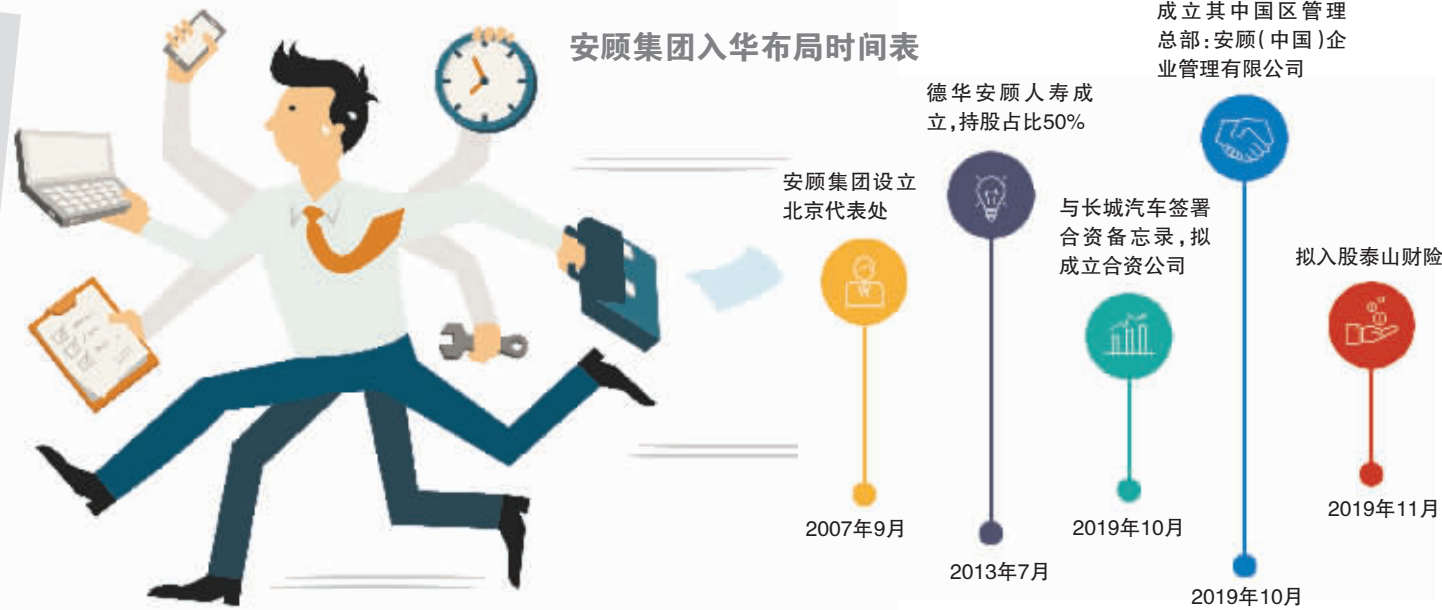 安顾集团入华布局时间表
安顾集团设立
北京代表处
2007年9月
德华安顾人寿成
立,持股占比50%
2013年7月
与长城汽车签署
合资备忘录,拟
成立合资公司
2019年10月
成立其中国区管理
总部:安顾(中国)企
业管理有限公司
2019年10月
拟入股泰山财险
2019年11月